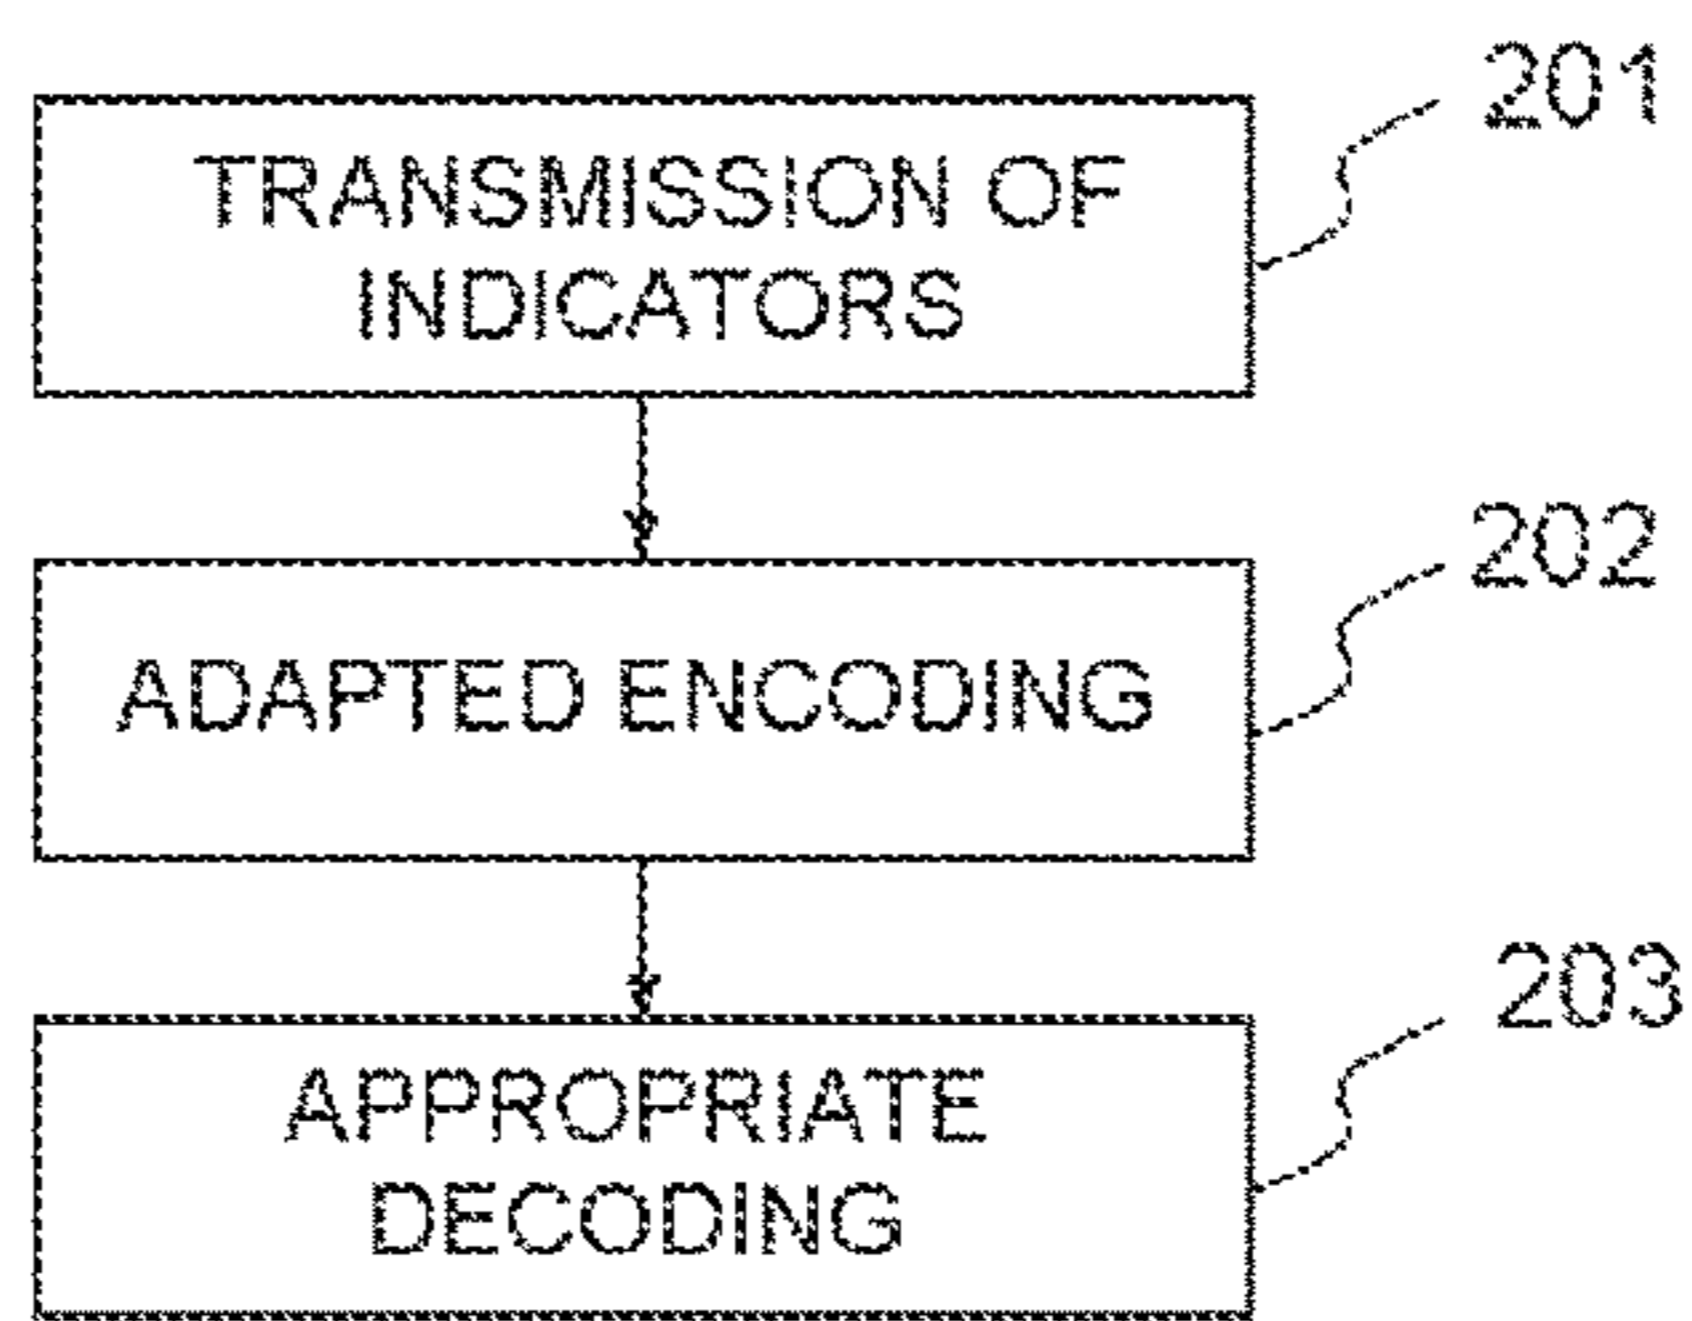 201
TRANSMISSION OF
INDICATORS
202
ADAPTED ENCODING
203
APPROPRIATE
DECODING